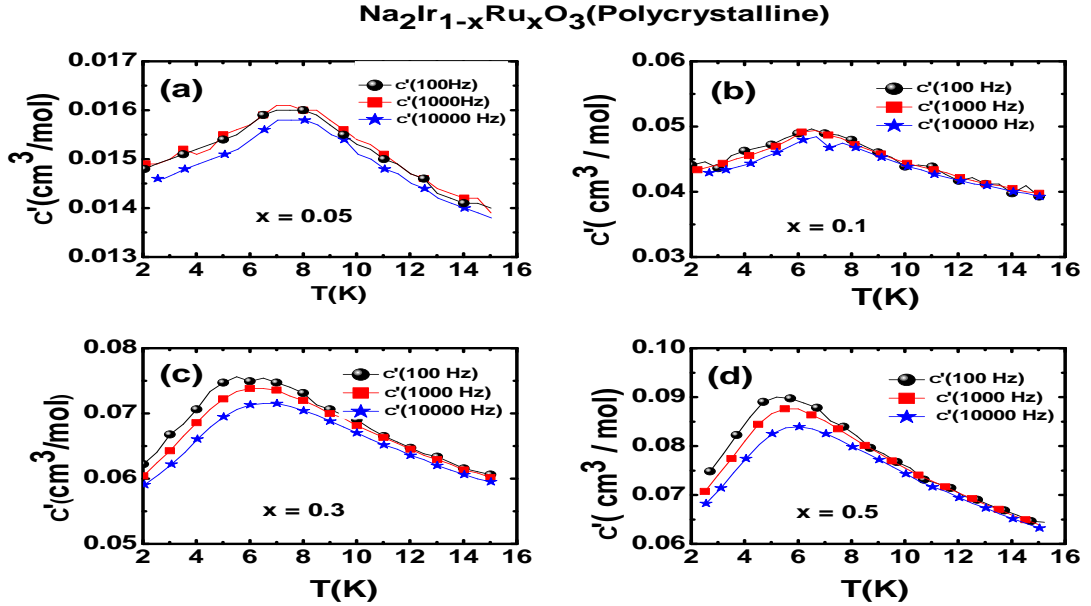 Na2Ir1-xRux O3(Polycrystalline)
(a)
c'(100Hz)
c'(1000Hz)
c'(10000 Hz)
x = 0.05
0.017
0.016
0.015
0.014
0.013
c'(cm3/mol)
2 4 6 8 10 12 14 16
T(K)
(b)
c'(100 Hz)
c'(1000 Hz)
c'(10000 Hz)
x = 0.1
0.06
0.05
0.04
0.03
c'( cm3 / mol)
2 4 6 8 10 12 14 16
T(K)
(c)
c'(100 Hz)
c'(1000 Hz)
c'(10000 Hz)
x = 0.3
0.08
0.07
0.06
0.05
c'(cm3/mol)
2 4 6 8 10 12 14 16
T(K)
(d)
c'(100 Hz)
c'(1000 Hz)
c'(10000 Hz)
x = 0.5
0.10
0.09
0.08
0.07
0.06
c'( cm3 / mol)
2 4 6 8 10 12 14 16
T(K)